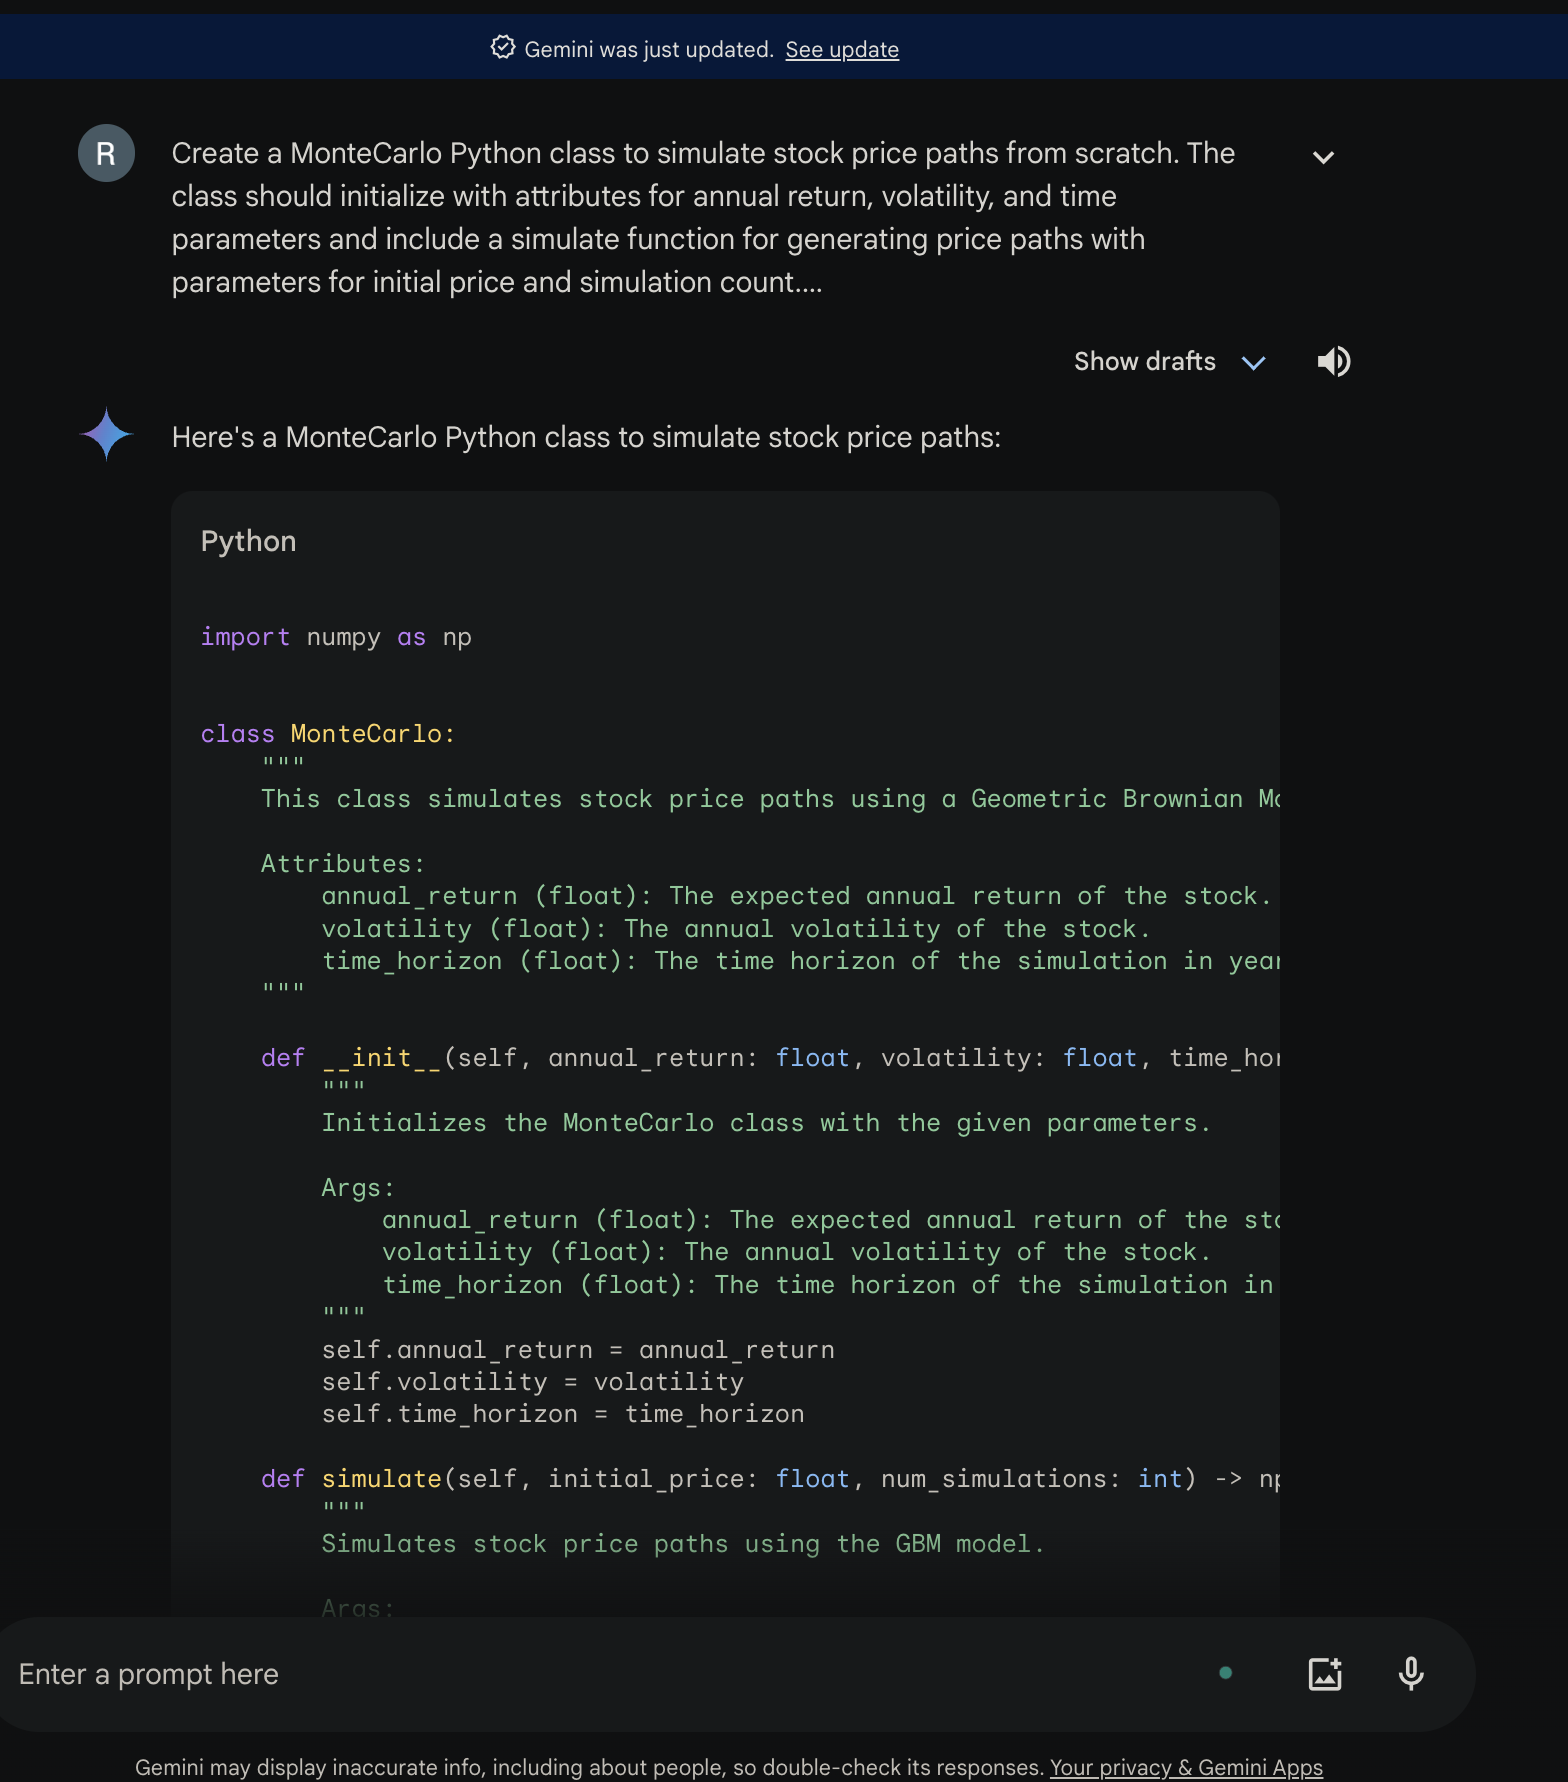 Gemini was just updated. See update
R
Create a MonteCarlo Python class to simulate stock price paths from scratch. The
class should initialize with attributes for annual return, volatility, and time
parameters and include a simulate function for generating price paths with
parameters for initial price and simulation count....
Show drafts
Here's a MonteCarlo Python class to simulate stock price paths:
Python
import numpy as np
class MonteCarlo:
"""
This class simulates stock price paths using a Geometric Brownian
Attributes:
annual_return (float): The expected annual return of the stock.
volatility (float): The annual volatility of the stock.
time_horizon (float): The time horizon of the simulation in
"""
def __init__(self, annual_return: float, volatility: float,
"""
Initializes the MonteCarlo class with the given parameters.
Args:
annual_return (float): The expected annual return of the
volatility (float): The annual volatility of the stock.
time_horizon (float): The time horizon of the simulation in
"""
self.annual_return = annual_return
self.volatility = volatility
self.time_horizon = time_horizon
def simulate(self, initial_price: float, num_simulations: int) ->
"""
Simulates stock price paths using the GBM model.
Args:
Enter a prompt here
Gemini may display inaccurate info, including about people, so double-check its responses. Your privacy & Gemini Apps